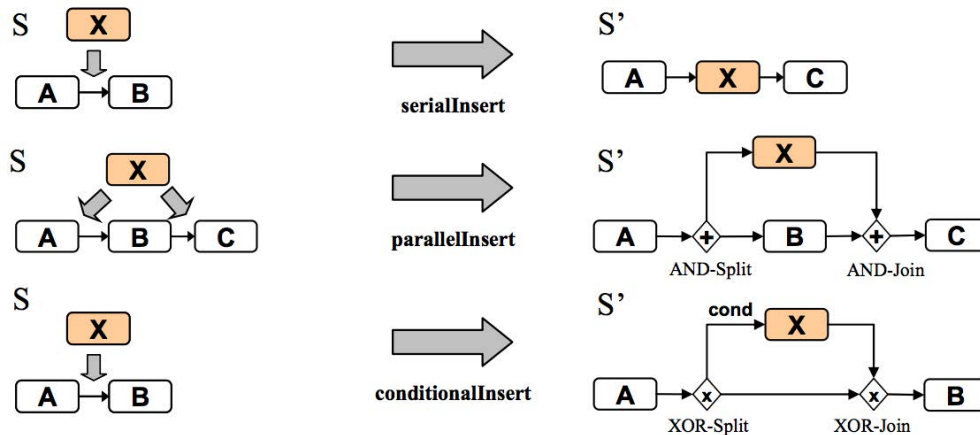 S
X
A B
serialInsert
S'
A X C
S
X
A B C
parallelInsert
S'
X
A + B + C
AND-Split AND-Join
S
X
A B
conditionalInsert
S'
cond X
A x x B
XOR-Split XOR-Join